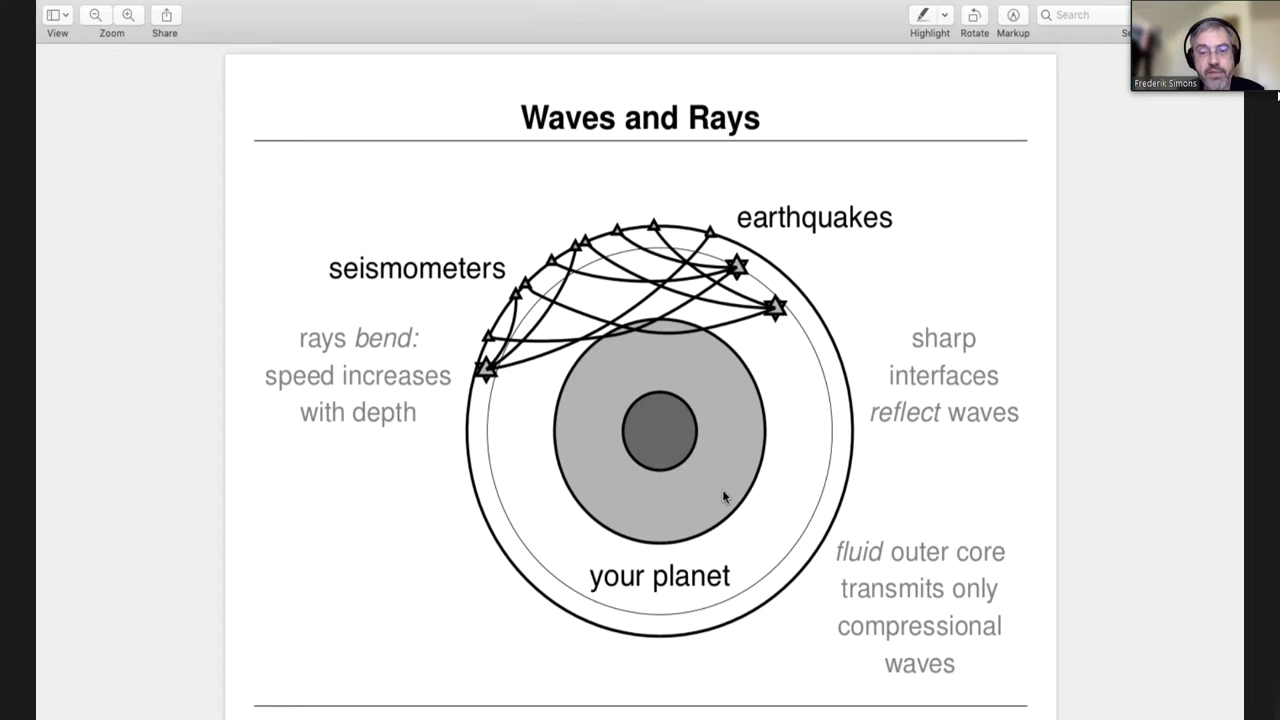 View
Zoom
Share
Highlight
Rotate
Markup
Search
Frederik Simons
Waves and Rays
earthquakes
seismometers
rays bend:
speed increases
with depth
sharp
interfaces
reflect waves
your planet
fluid outer core
transmits only
compressional
waves